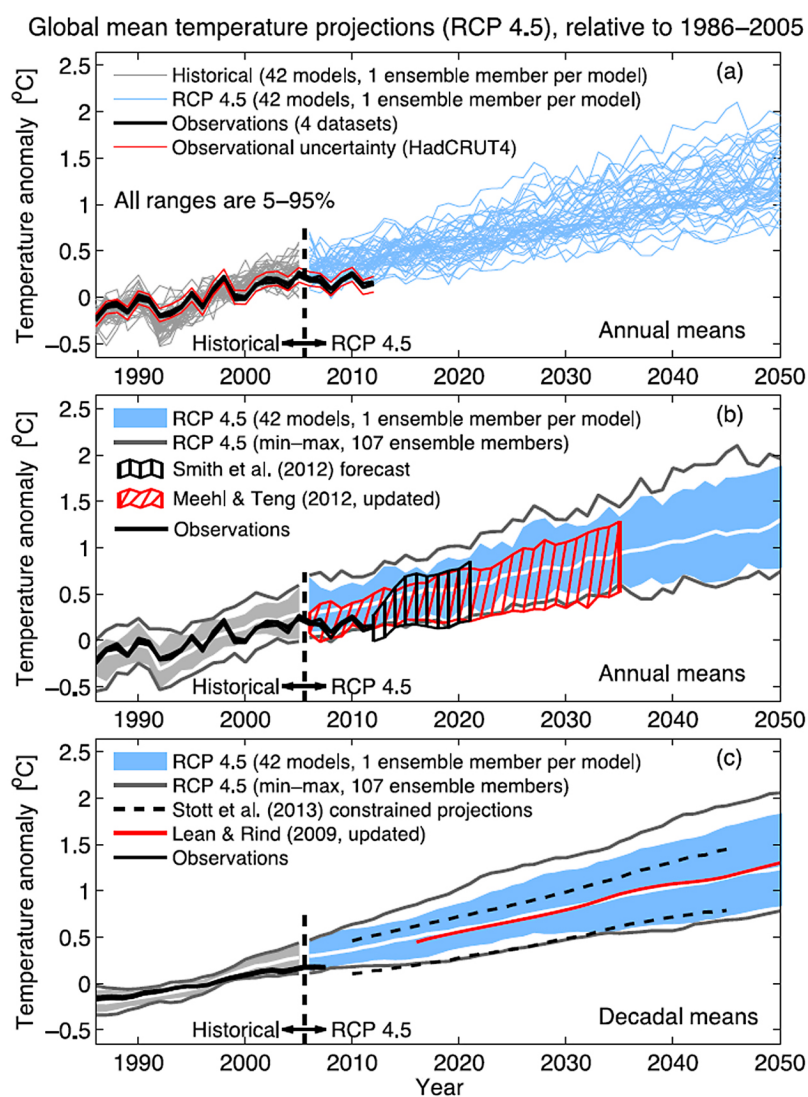 Global mean temperature projections (RCP 4.5), relative to 1986–2005
2.5
2
1.5
1
0.5
0
−0.5
Temperature anomaly [ºC]
Historical (42 models, 1 ensemble member per model)
RCP 4.5 (42 models, 1 ensemble member per model)
Observations (4 datasets)
Observational uncertainty (HadCRUT4)
(a)
All ranges are 5–95%
Historical
RCP 4.5
Annual means
1990
2000
2010
2020
2030
2040
2050
2.5
2
1.5
1
0.5
0
−0.5
Temperature anomaly [ºC]
RCP 4.5 (42 models, 1 ensemble member per model)
RCP 4.5 (min–max, 107 ensemble members)
Smith et al. (2012) forecast
Meehl & Teng (2012, updated)
Observations
(b)
Historical
RCP 4.5
Annual means
1990
2000
2010
2020
2030
2040
2050
2.5
2
1.5
1
0.5
0
−0.5
Temperature anomaly [ºC]
RCP 4.5 (42 models, 1 ensemble member per model)
RCP 4.5 (min–max, 107 ensemble members)
Stott et al. (2013) constrained projections
Lean & Rind (2009, updated)
Observations
(c)
Historical
RCP 4.5
Decadal means
1990
2000
2010
2020
2030
2040
2050
Year